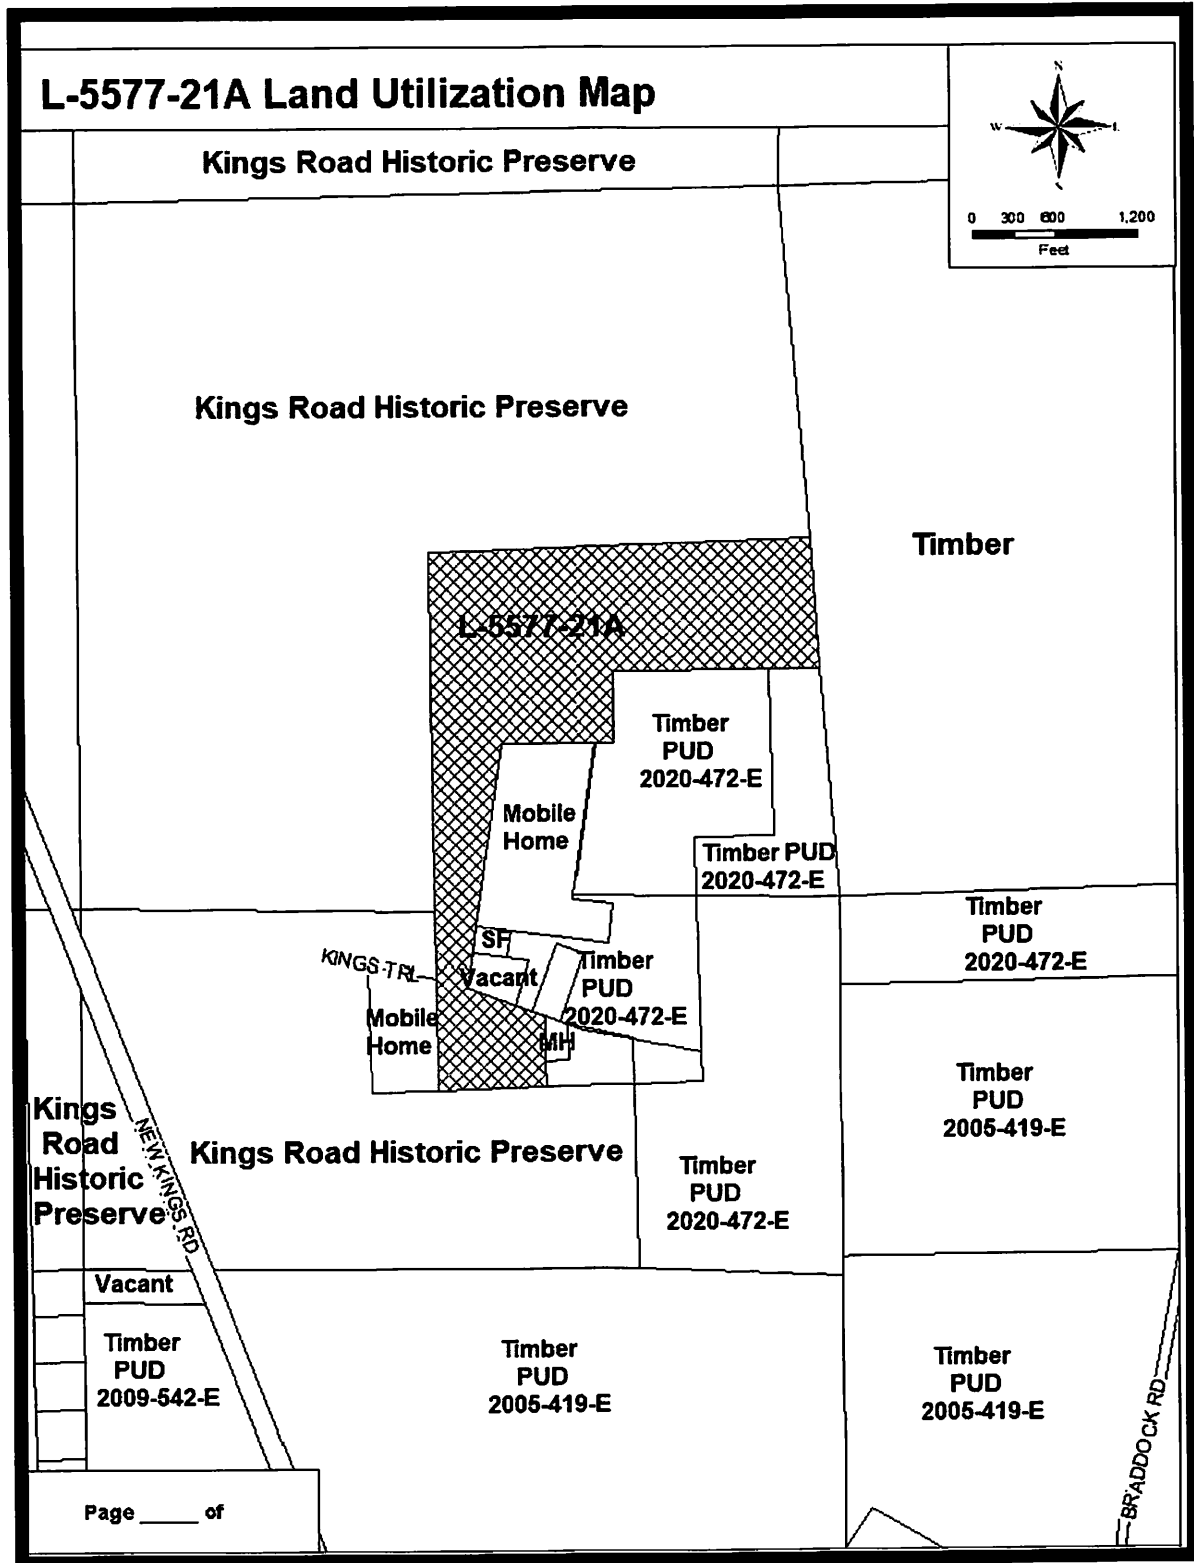 L-5577-21A Land Utilization Map
N
W
E
S
0 300 600 1,200
Feet
Kings Road Historic Preserve
Kings Road Historic Preserve
Timber
L-5577-21A
Timber
PUD
2020-472-E
Mobile
Home
Timber PUD
2020-472-E
Timber
PUD
2020-472-E
SF
KINGS TRL
Vacant
Timber
PUD
2020-472-E
Mobile
Home
MH
Timber
PUD
2005-419-E
Kings
Road
Historic
Preserve
NEW KINGS RD
Kings Road Historic Preserve
Timber
PUD
2020-472-E
Vacant
Timber
PUD
2009-542-E
Timber
PUD
2005-419-E
Timber
PUD
2005-419-E
BRADDOCK RD
Page _____ of